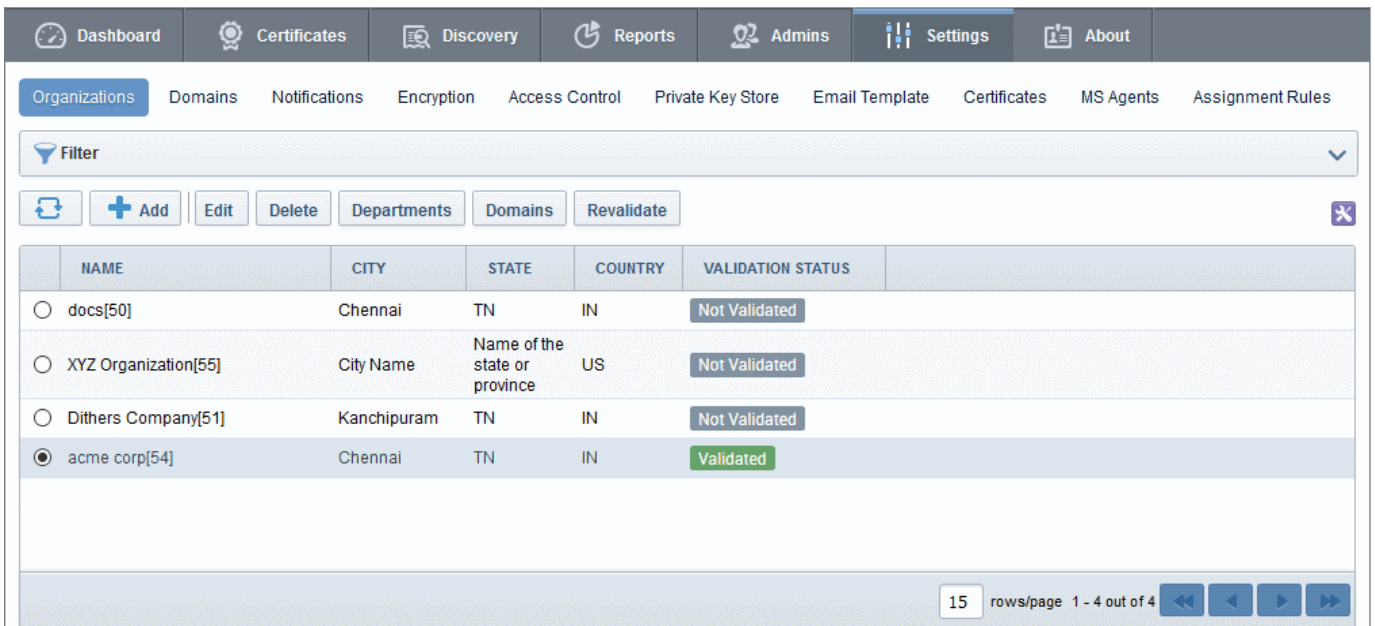 Dashboard Certificates Discovery Reports Admins Settings About
Organizations Domains Notifications Encryption Access Control Private Key Store Email Template Certificates MS Agents Assignment Rules
Filter
Add Edit Delete Departments Domains Revalidate
NAME CITY STATE COUNTRY VALIDATION STATUS
docs[50] Chennai TN IN Not Validated
XYZ Organization[55] City Name Name of the
state or
province US Not Validated
Dithers Company[51] Kanchipuram TN IN Not Validated
acme corp[54] Chennai TN IN Validated
15 rows/page 1 - 4 out of 4